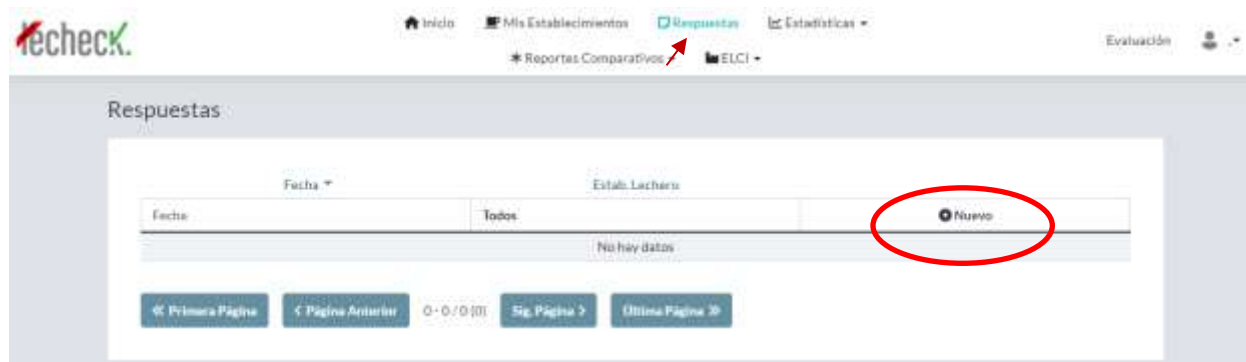 lecheck.
Inicio Mis Establecimientos Respuestas Estadísticas
Reportes Comparativos ELCI
Evaluación
Respuestas
Fecha Estab. Lechero
Fecha Todos Nuevo
No hay datos
« Primera Página < Página Anterior 0 - 0 / 0 [0] Sig. Página > Última Página »